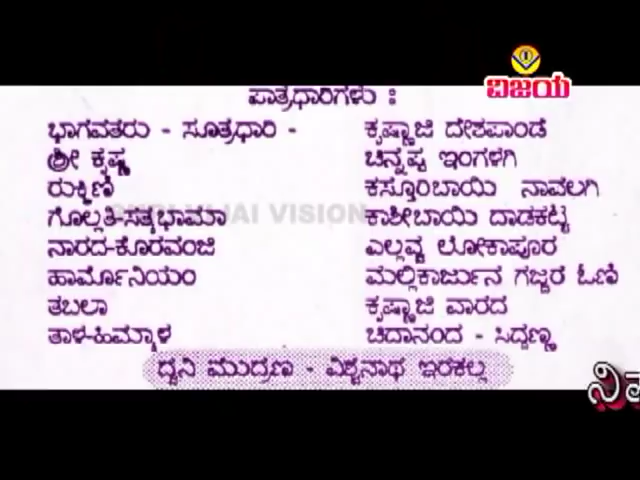 ವಿಜಯ
ಪಾತ್ರಧಾರಿಗಳು :
ಭಾಗವತರು - ಸೂತ್ರಧಾರಿ - ಕೃಷ್ಣಾಜಿ ದೇಶಪಾಂಡೆ
ಶ್ರೀ ಕೃಷ್ಣ ಚನ್ನಪ್ಪ ಇಂಗಳಗಿ
ರುಕ್ಮಿಣಿ ಕಸ್ತೂಂಬಾಯಿ ನಾವಲಗಿ
ಗೊಲ್ಲತಿ-ಸತ್ಯಭಾಮಾ ಕಾಶೀಬಾಯಿ ದಾಡಕಟ್ಟಿ
ನಾರದ-ಕೊರವಂಜಿ ಎಲ್ಲವ್ವ ಲೋಕಾಪೂರ
ಹಾರ್ಮೊನಿಯಂ ಮಲ್ಲಿಕಾರ್ಜುನ ಗಜ್ಜರ ಓಣಿ
ತಬಲಾ ಕೃಷ್ಣಾಜಿ ವಾರದ
ತಾಳ-ಹಿಮ್ಮೇಳ ಚಿದಾನಂದ - ಸಿದ್ದಣ್ಣ
ಧ್ವನಿ ಮುದ್ರಣ - ವಿಶ್ವನಾಥ ಇರಕಲ್ಲ
VISION